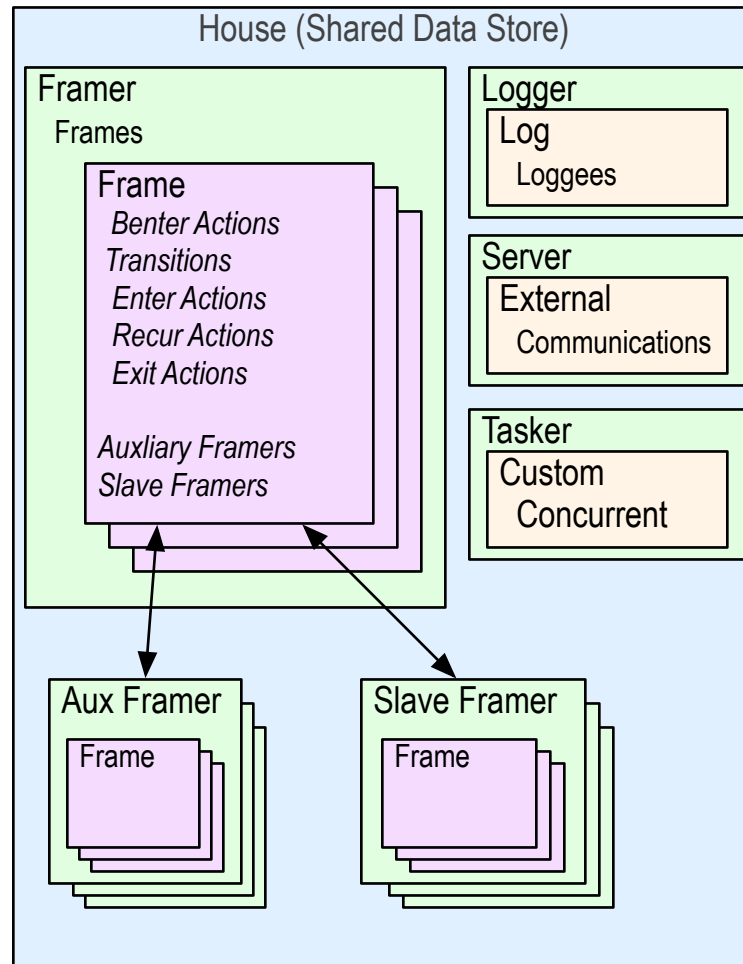 House (Shared Data Store)
Framer
Frames
Frame
Benter Actions
Transitions
Enter Actions
Recur Actions
Exit Actions
Auxliary Framers
Slave Framers
Logger
Log
Loggees
Server
External
Communications
Tasker
Custom
Concurrent
Aux Framer
Frame
Slave Framer
Frame